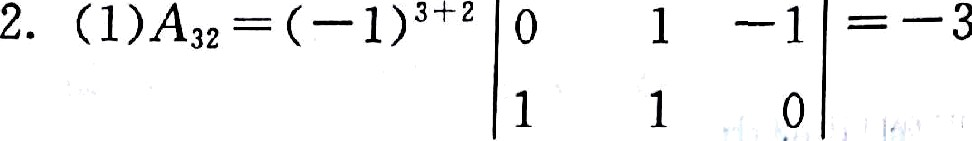 2. (1)A₃₂=(−1)³⁺² | 0 1 −1 | =−3
| 1 1 0 |